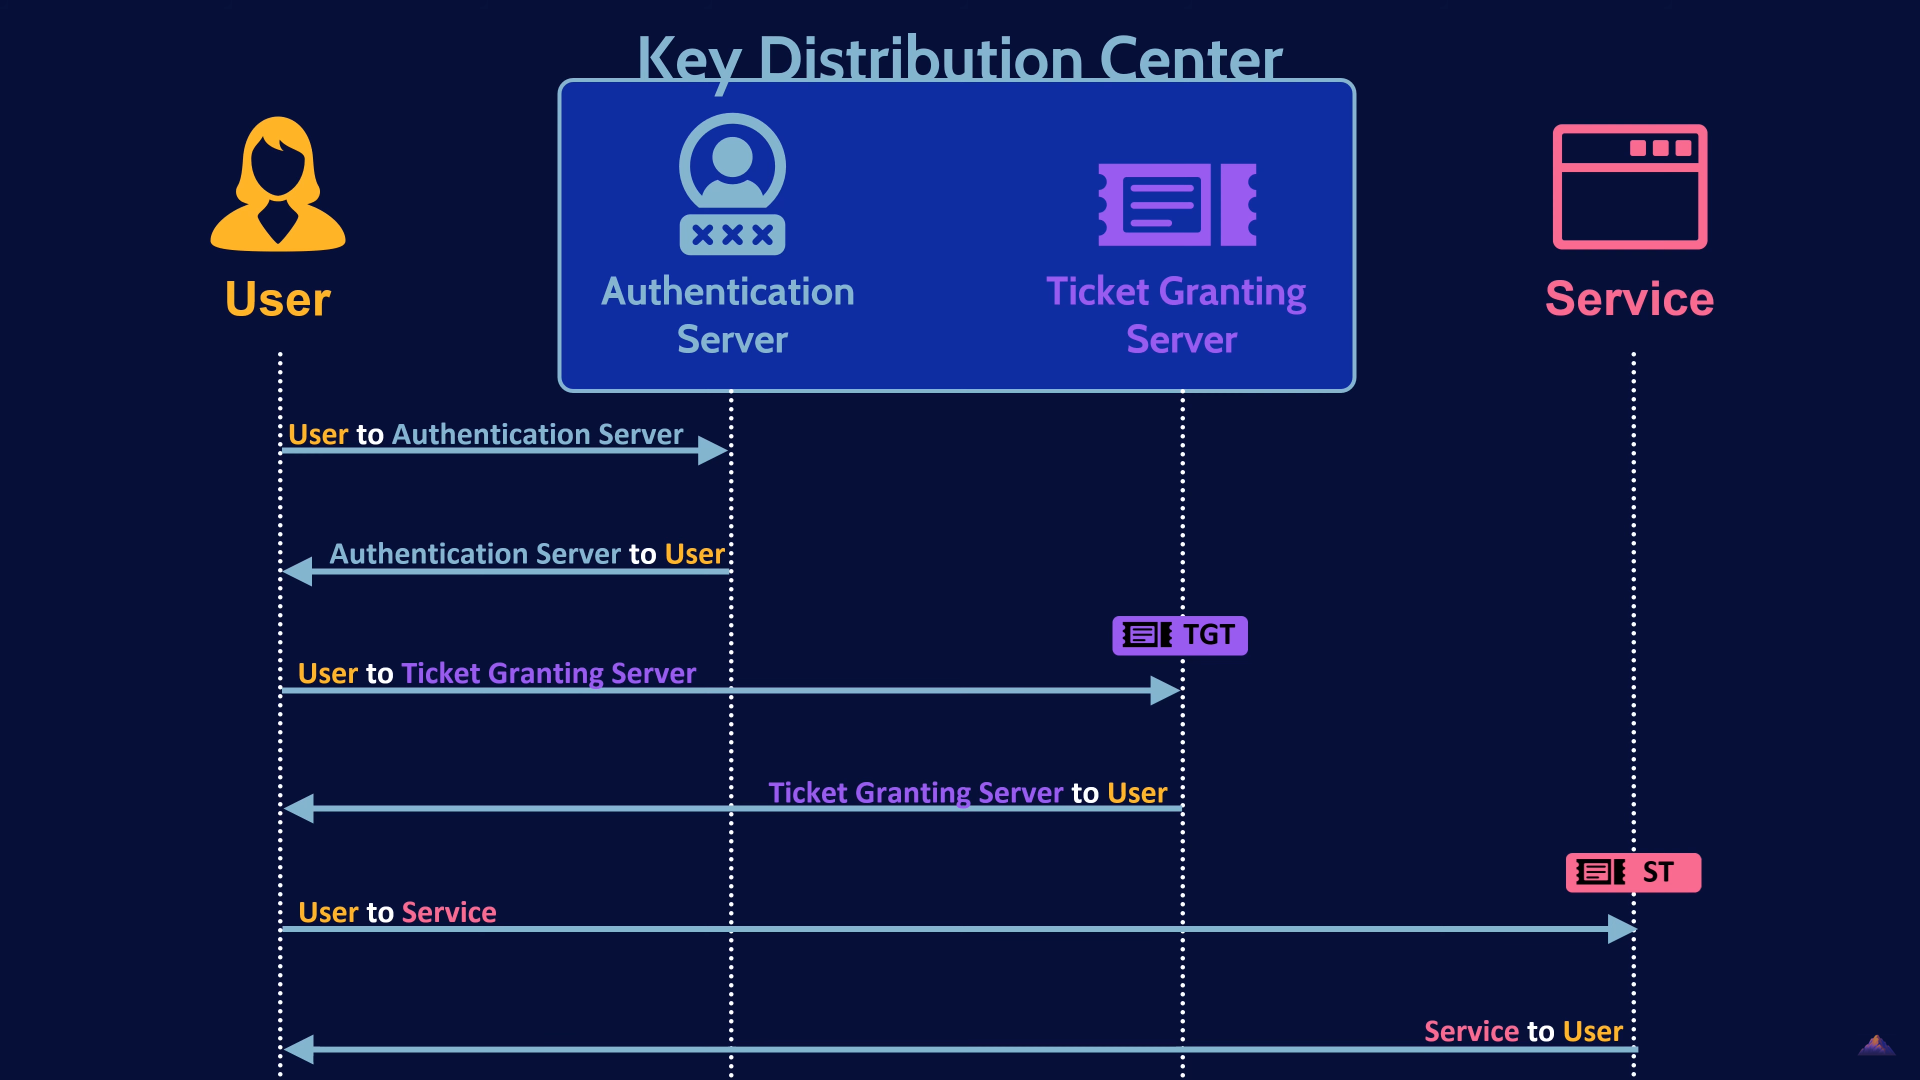 Key Distribution Center
User
Authentication
Server
Ticket Granting
Server
Service
User to Authentication Server
Authentication Server to User
TGT
User to Ticket Granting Server
Ticket Granting Server to User
ST
User to Service
Service to User